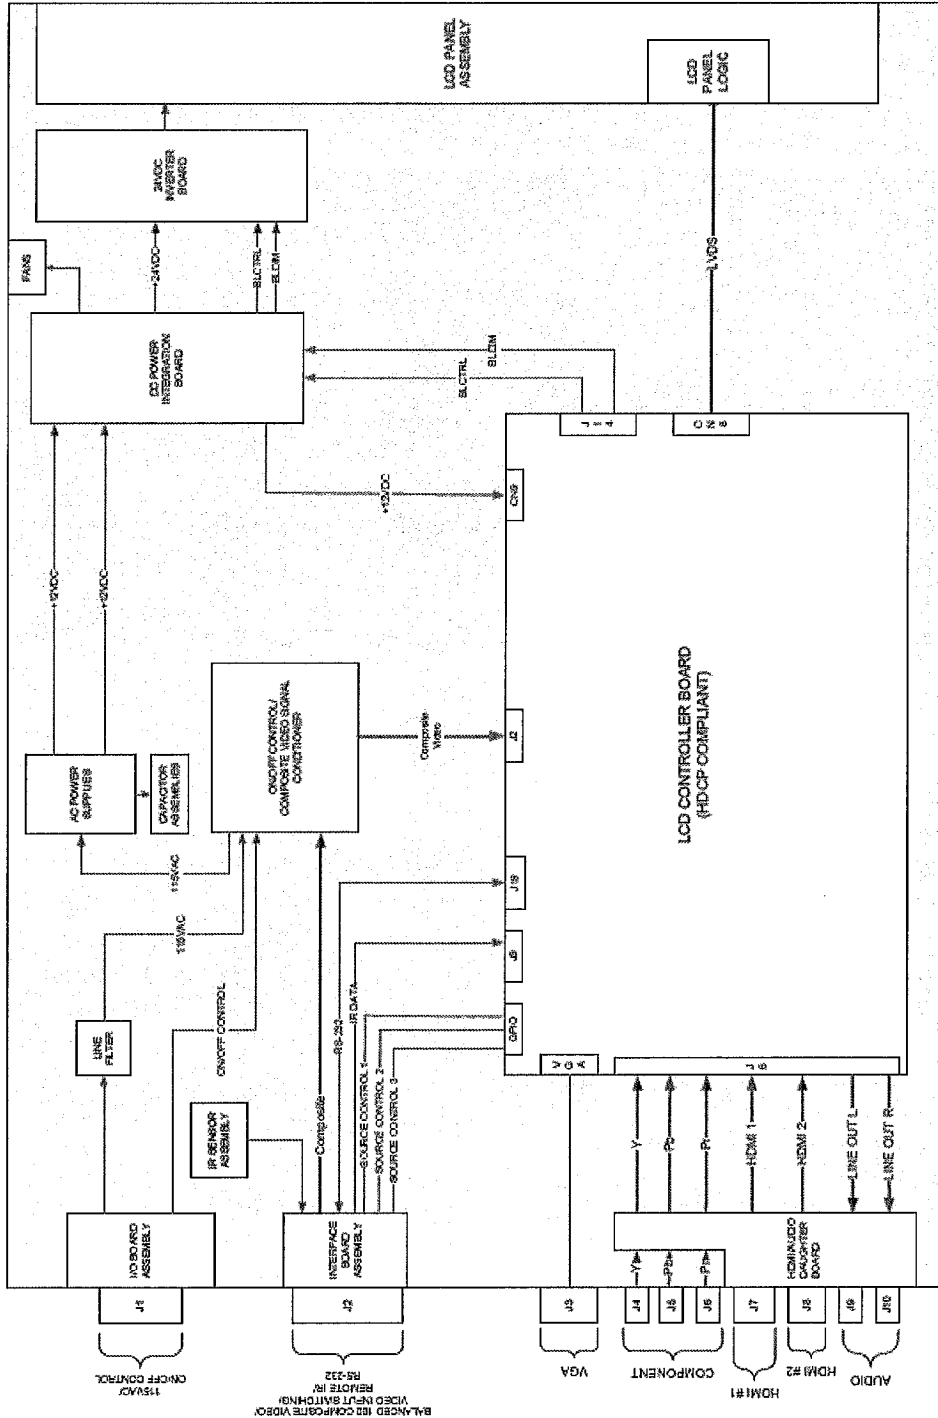 115VAC/
ON/OFF CONTROL
J1
I/O BOARD
ASSEMBLY
LINE
FILTER
115VAC
ON/OFF CONTROL
115VAC
AC POWER
SUPPLIES
CAPACITOR
ASSEMBLIES
+12VDC
+12VDC
DC POWER
INTEGRATION
BOARD
FANS
+24VDC
BLCTRL
BLDIM
24VDC
INVERTER
BOARD
LCD PANEL
ASSEMBLY
LCD
PANEL
LOGIC
BALANCED 16Ω COMPOSITE VIDEO/
VIDEO INPUT SWITCHING/
REMOTE IR/
RS-232
J2
INTERFACE
BOARD
ASSEMBLY
IR SENSOR
ASSEMBLY
Composite
RS-232
IR DATA
SOURCE CONTROL 1
SOURCE CONTROL 2
SOURCE CONTROL 3
ON/OFF CONTROL/
COMPOSITE VIDEO SIGNAL
CONDITIONER
Composite
Video
+12VDC
BLCTRL
BLDIM
LVDS
GPIO
J19
J2
CN9
J14
CN8
VGA
J6
LCD CONTROLLER BOARD
(HDCP COMPLIANT)
VGA
J3
COMPONENT
J4
J5
J6
Y
Pb
Pr
Y
Pb
Pr
HDMI #1
J7
HDMI 1
HDMI #2
J8
HDMI 2
AUDIO
J9
J10
LINE OUT L
LINE OUT R
HDMI/AUDIO
DAUGHTER
BOARD